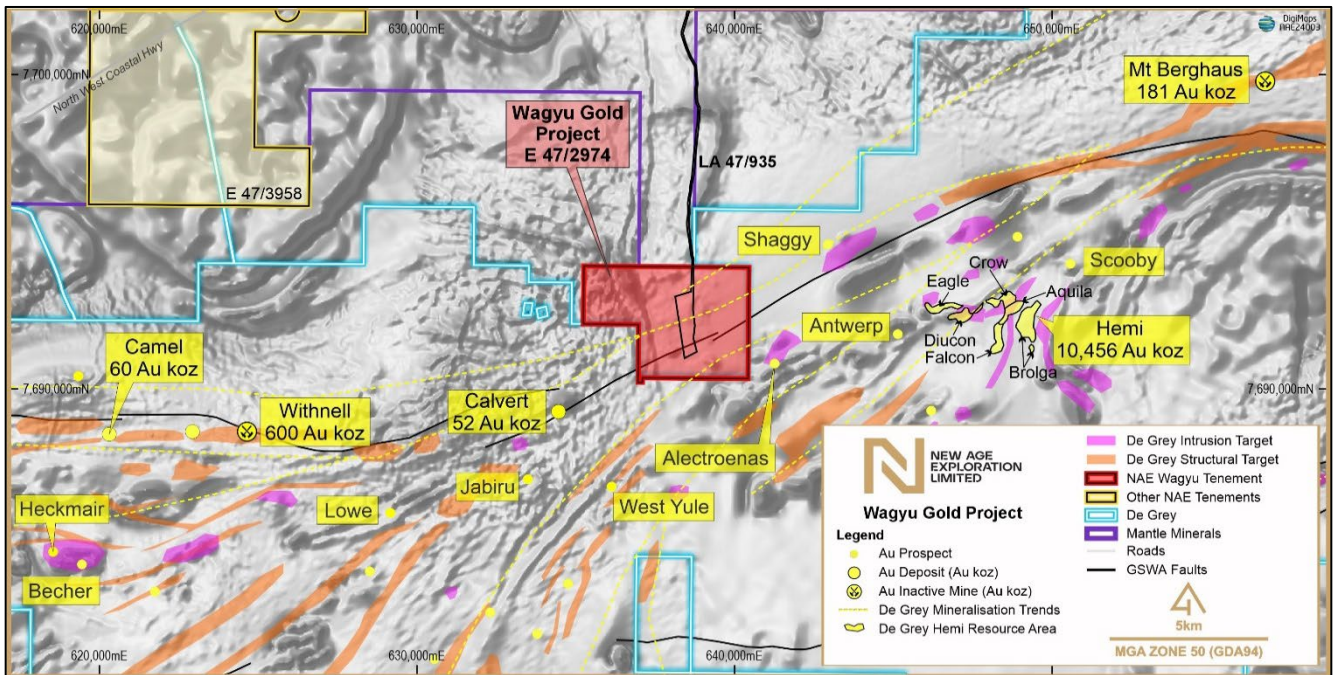 620,000mE
630,000mE
640,000mE
650,000mE
DigiMaps
NAE24003
7,700,000mN
North West Coastal Hwy
Mt Berghaus
181 Au koz
Wagyu Gold
Project
E 47/2974
LA 47/935
E 47/3958
Shaggy
Scooby
Crow
Eagle
Aquila
Antwerp
Diucon
Falcon
Hemi
10,456 Au koz
Brolga
Camel
60 Au koz
7,690,000mN
7,690,000mN
Withnell
600 Au koz
Calvert
52 Au koz
Alectroenas
Jabiru
West Yule
Heckmair
Lowe
Becher
NEW AGE
EXPLORATION
LIMITED
Wagyu Gold Project
Legend
Au Prospect
Au Deposit (Au koz)
Au Inactive Mine (Au koz)
De Grey Mineralisation Trends
De Grey Hemi Resource Area
De Grey Intrusion Target
De Grey Structural Target
NAE Wagyu Tenement
Other NAE Tenements
De Grey
Mantle Minerals
Roads
GSWA Faults
5km
MGA ZONE 50 (GDA94)
620,000mE
630,000mE
640,000mE